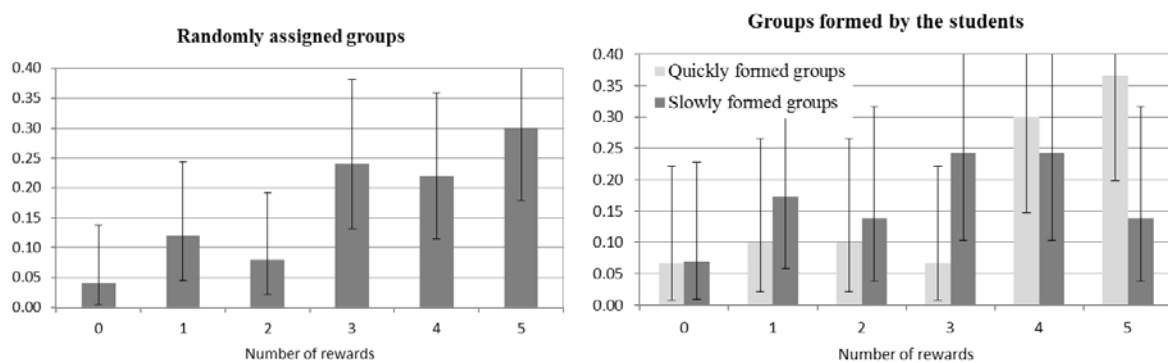 Randomly assigned groups
0.40
0.35
0.30
0.25
0.20
0.15
0.10
0.05
0.00
0 1 2 3 4 5
Number of rewards
Groups formed by the students
0.40
0.35
0.30
0.25
0.20
0.15
0.10
0.05
0.00
Quickly formed groups
Slowly formed groups
0 1 2 3 4 5
Number of rewards